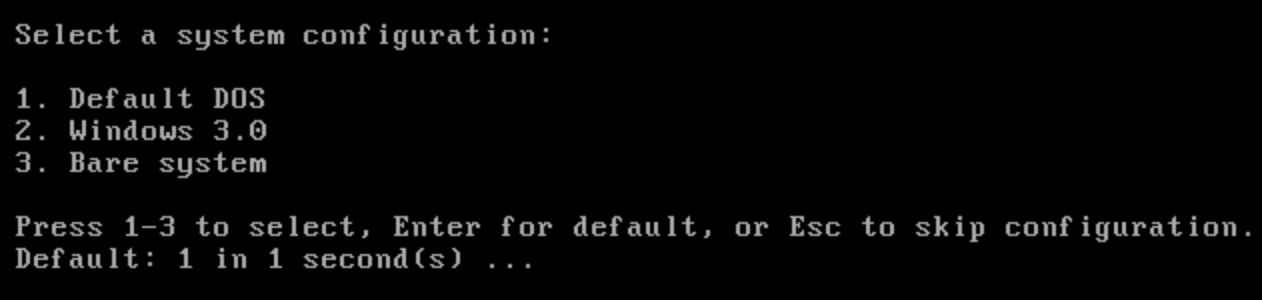 Select a system configuration:
1. Default DOS
2. Windows 3.0
3. Bare system
Press 1-3 to select, Enter for default, or Esc to skip configuration.
Default: 1 in 1 second(s) ...